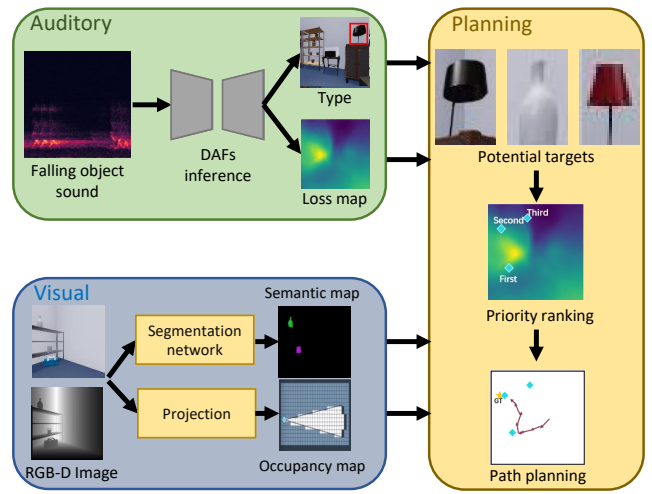 Auditory
Falling object
sound
DAFs
inference
Type
Loss map
Visual
RGB-D Image
Segmentation
network
Projection
Semantic map
Occupancy map
Planning
Potential targets
Second
Third
First
Priority ranking
GT
Path planning